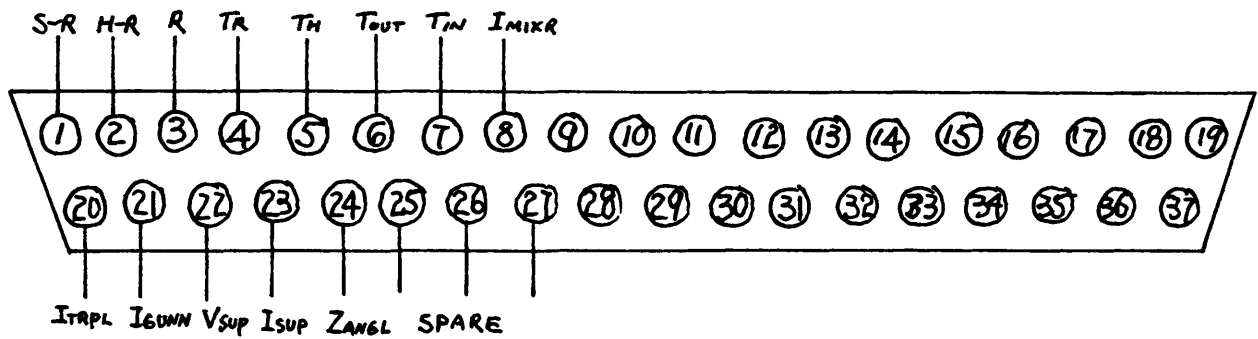 S-R H-R R TR TH TOUT TIN IMIXR
1 2 3 4 5 6 7 8 9 10 11 12 13 14 15 16 17 18 19
20 21 22 23 24 25 26 27 28 29 30 31 32 33 34 35 36 37
ITRPL IGUNN VSUP ISUP ZANGL SPARE